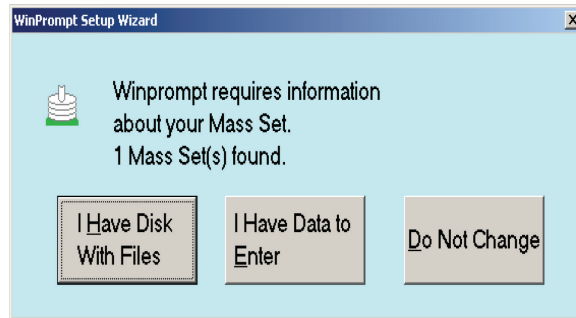 WinPrompt Setup Wizard
Winprompt requires information
about your Mass Set.
1 Mass Set(s) found.
I Have Disk
With Files
I Have Data to
Enter
Do Not Change